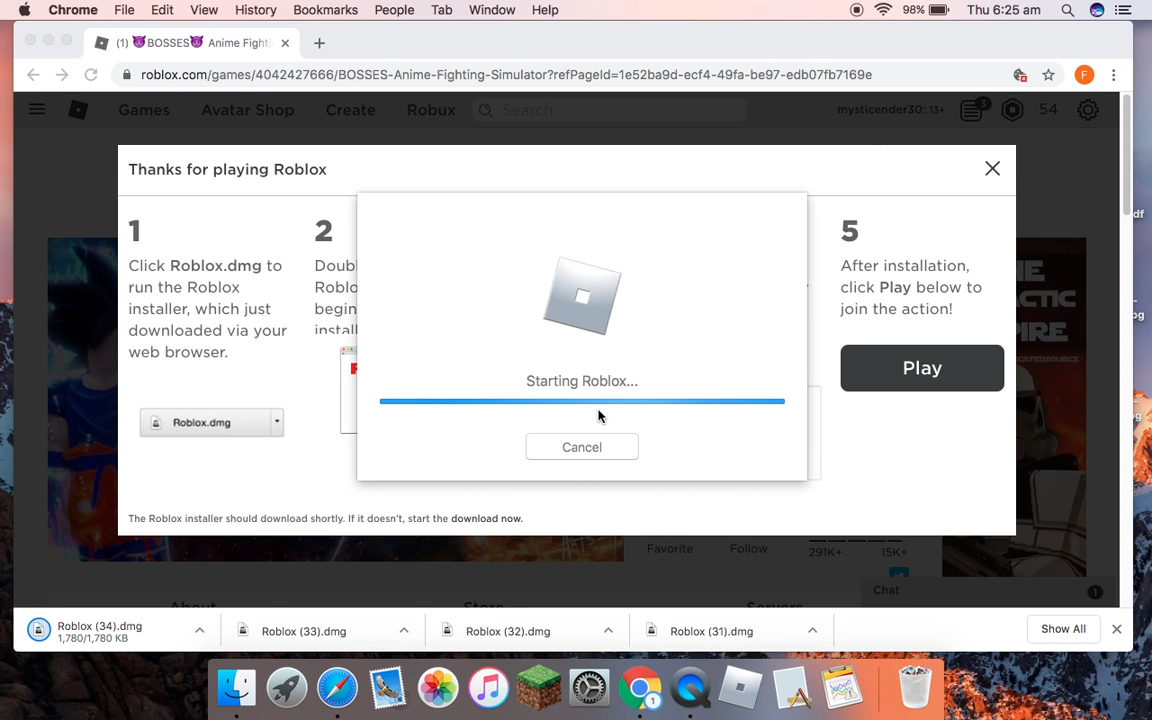 Chrome File Edit View History Bookmarks People Tab Window Help 98% Thu 6:25 am
(1) 😈BOSSES😈 Anime Fighti
roblox.com/games/4042427666/BOSSES-Anime-Fighting-Simulator?refPageId=1e52ba9d-ecf4-49fa-be97-edb07fb7169e F
Games Avatar Shop Create Robux Search mysticender30: 13+ 3 54
Thanks for playing Roblox
1
Click Roblox.dmg to
run the Roblox
installer, which just
downloaded via your
web browser.
Roblox.dmg
2
Doub
Roblo
begin
install
Starting Roblox...
Cancel
5
After installation,
click Play below to
join the action!
Play
The Roblox installer should download shortly. If it doesn't, start the download now.
Favorite Follow 291K+ 15K+
Chat 1
About Store Servers
Roblox (34).dmg
1,780/1,780 KB
Roblox (33).dmg
Roblox (32).dmg
Roblox (31).dmg
Show All
1